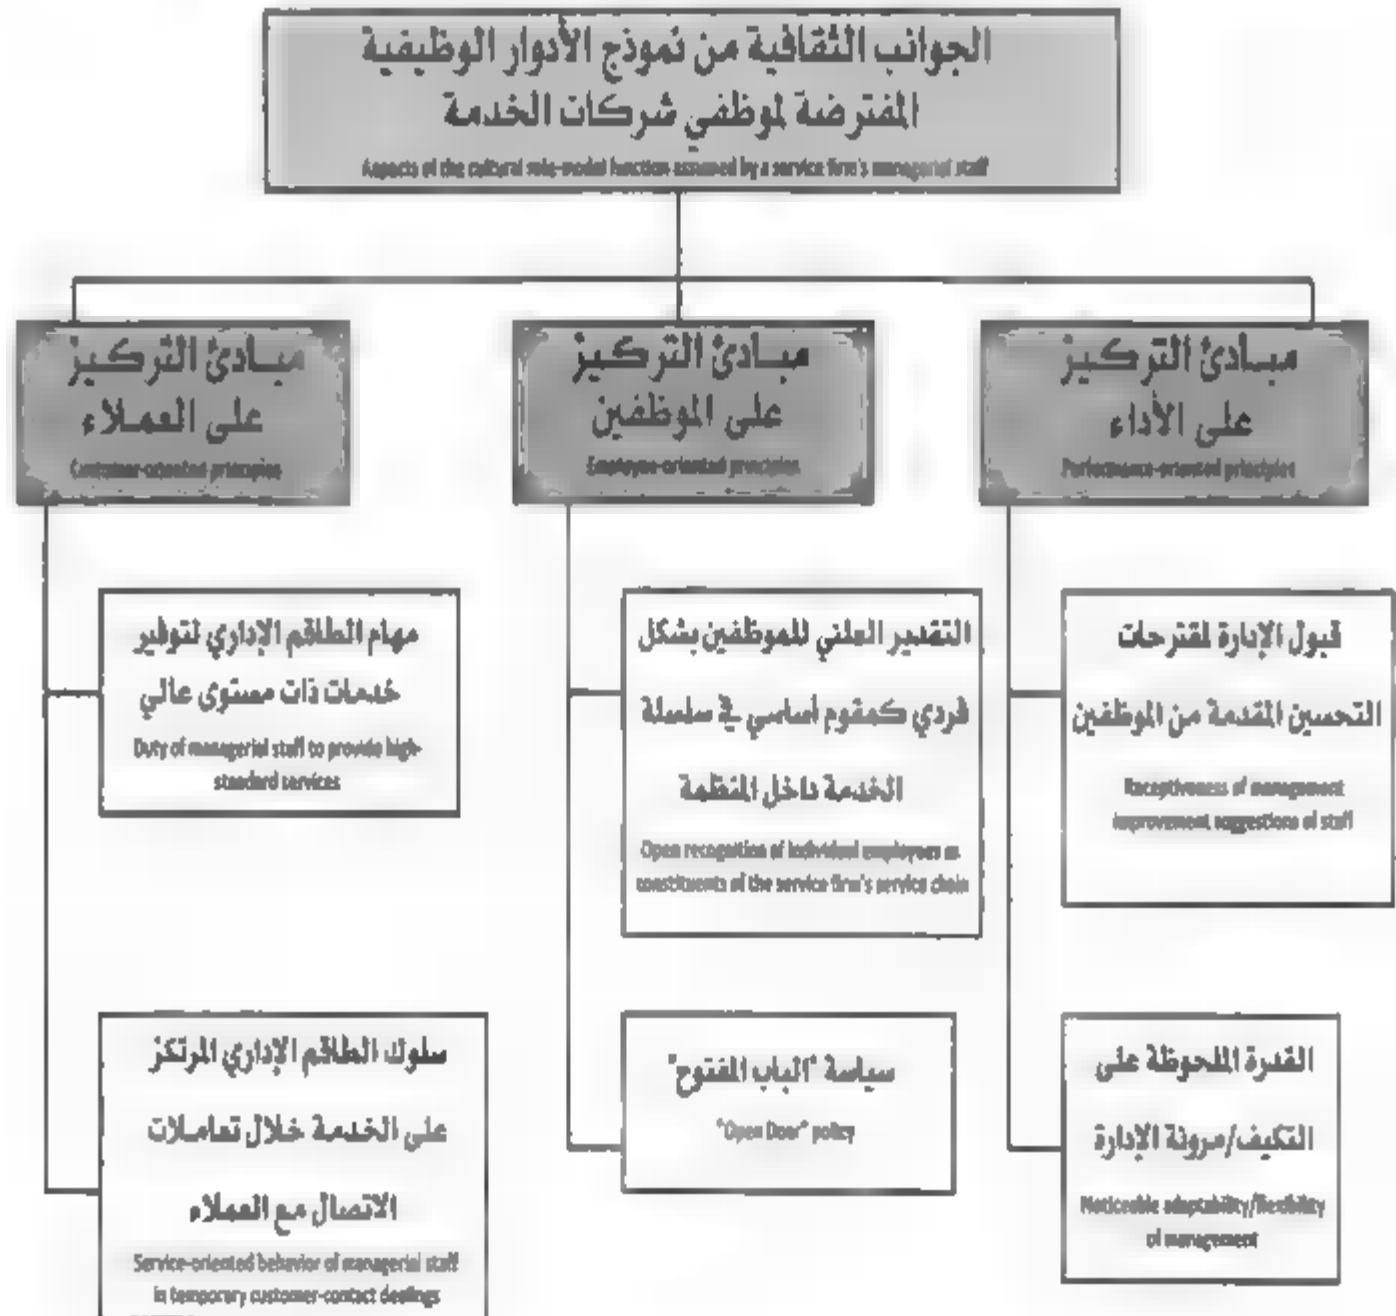 الجوانب الثقافية من نموذج الأدوار الوظيفية
المفترضة لموظفي شركات الخدمة
Aspects of the cultural role-model function assumed by a service firm's managerial staff
مبادئ التركيز
على العملاء
Customer-oriented principles
مبادئ التركيز
على الموظفين
Employee-oriented principles
مبادئ التركيز
على الأداء
Performance-oriented principles
مهام الطاقم الإداري لتوفير
خدمات ذات مستوى عالي
Duty of managerial staff to provide high-
standard services
التقدير العلني للموظفين بشكل
فردي كمقوم أساسي في سلسلة
الخدمة داخل المنظمة
Open recognition of individual employees as
constituents of the service firm's service chain
قبول الإدارة لمقترحات
التحسين المقدمة من الموظفين
Receptiveness of management
improvement suggestions of staff
سلوك الطاقم الإداري المرتكز
على الخدمة خلال تعاملات
الاتصال مع العملاء
Service-oriented behavior of managerial staff
in temporary customer-contact dealings
سياسة "الباب المفتوح"
"Open Door" policy
القدرة الملحوظة على
التكيف/مرونة الإدارة
Noticeable adaptability/flexibility
of management